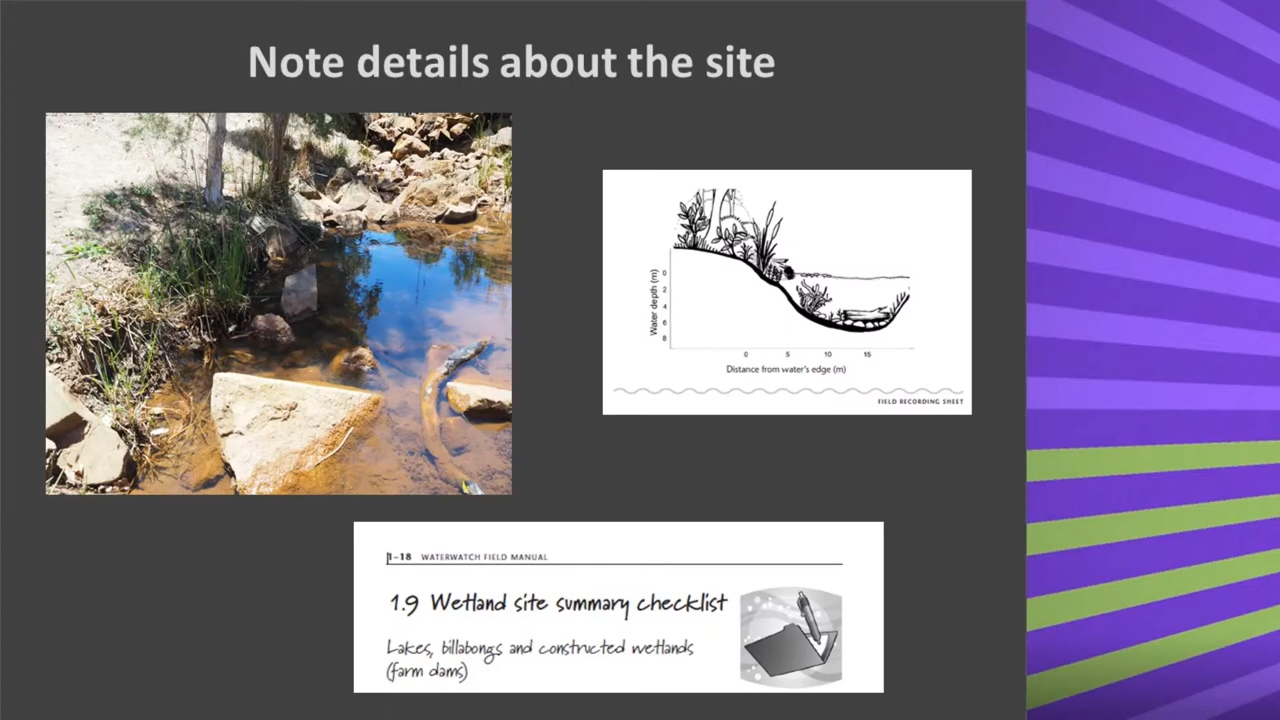 Note details about the site
Water depth (m)
0
2
4
6
8
0 5 10 15
Distance from water's edge (m)
FIELD RECORDING SHEET
1–18 WATERWATCH FIELD MANUAL
1.9 Wetland site summary checklist
Lakes, billabongs and constructed wetlands
(farm dams)